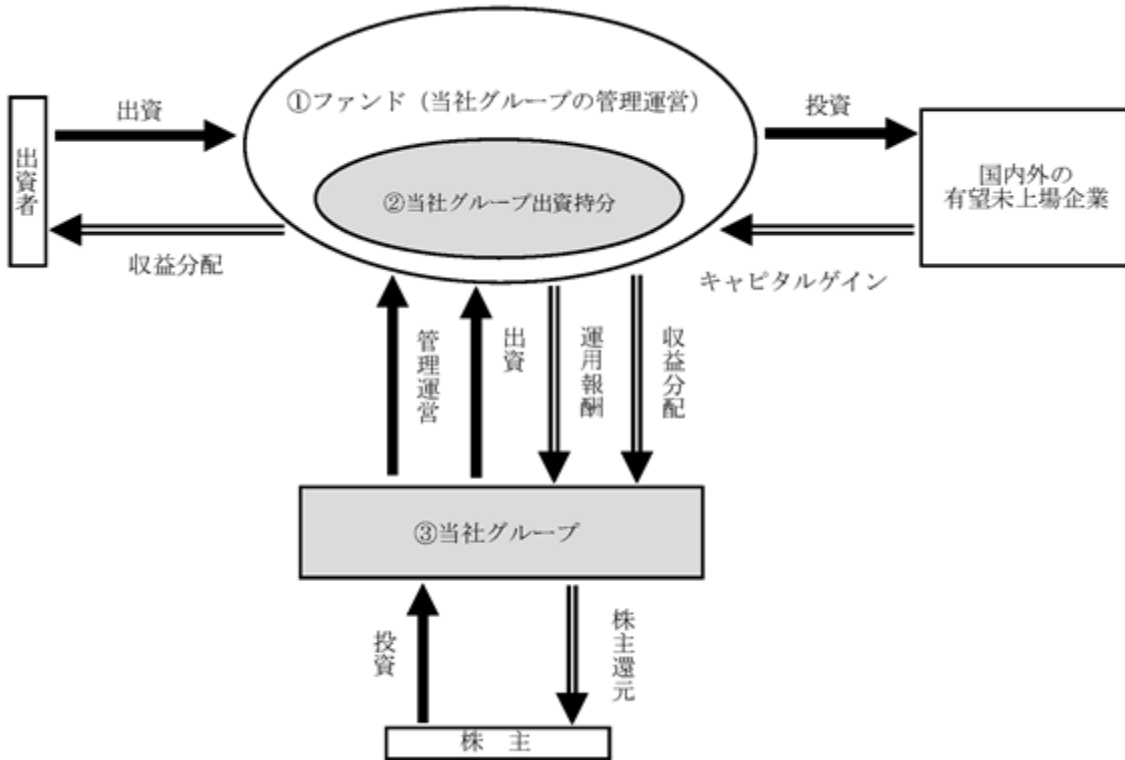 ①ファンド（当社グループの管理運営）
出資
投資
出資者
②当社グループ出資持分
国内外の
有望未上場企業
収益分配
キャピタルゲイン
管理運営
出資
運用報酬
収益分配
③当社グループ
投資
株主還元
株 主